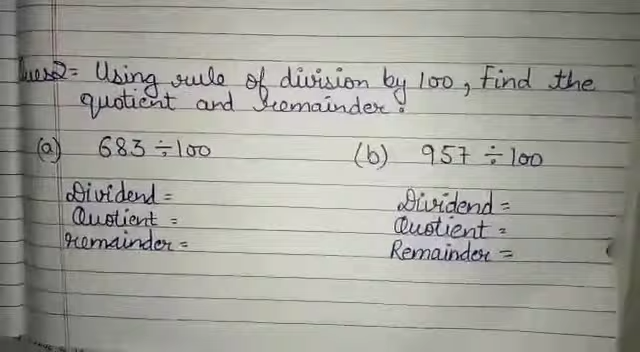 Ques2= Using rule of division by 100, Find the
quotient and remainder.
(a) 683 ÷ 100
(b) 957 ÷ 100
Dividend =
Quotient =
remainder =
Dividend =
Quotient =
Remainder =